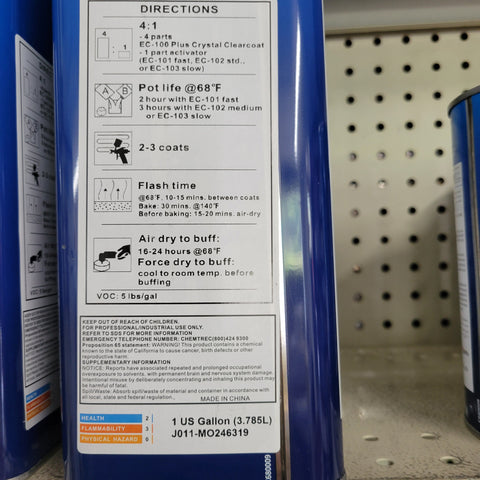 DIRECTIONS
4:1
- 4 parts
EC-100 Plus Crystal Clearcoat
- 1 part activator
(EC-101 fast, EC-102 std.,
or EC-103 slow)
4 : 1
Pot life @68°F
2 hour with EC-101 fast
3 hours with EC-102 medium
or EC-103 slow
A B
2-3 coats
Flash time
@68°F, 10-15 mins. between coats
Bake: 30 mins. @140°F
Before baking: 15-20 mins. air-dry
Air dry to buff:
16-24 hours @68°F
Force dry to buff:
cool to room temp. before
buffing
VOC: 5 lbs/gal
KEEP OUT OF REACH OF CHILDREN.
FOR PROFESSIONAL/INDUSTRIAL USE ONLY.
REFER TO SDS FOR MORE INFORMATION
EMERGENCY TELEPHONE NUMBER: CHEMTREC(800)424 9300
Proposition 65 statement: WARNING! This product contains a chemical
known to the state of California to cause cancer, birth defects or other
reproductive harm.
SUPPLEMENTARY INFORMATION
NOTICE: Reports have associated repeated and prolonged occupational
overexposure to solvents, with permanent brain and nervous system damage.
Intentional misuse by deliberately concentrating and inhaling this product may
be harmful of fatal.
Spill/Waste: Absorb spill/waste of material and container in accordance with
all local, state and federal regulation.
MADE IN CHINA
HEALTH 2
FLAMMABILITY 3
PHYSICAL HAZARD 0
1 US Gallon (3.785L)
J011-MO246319